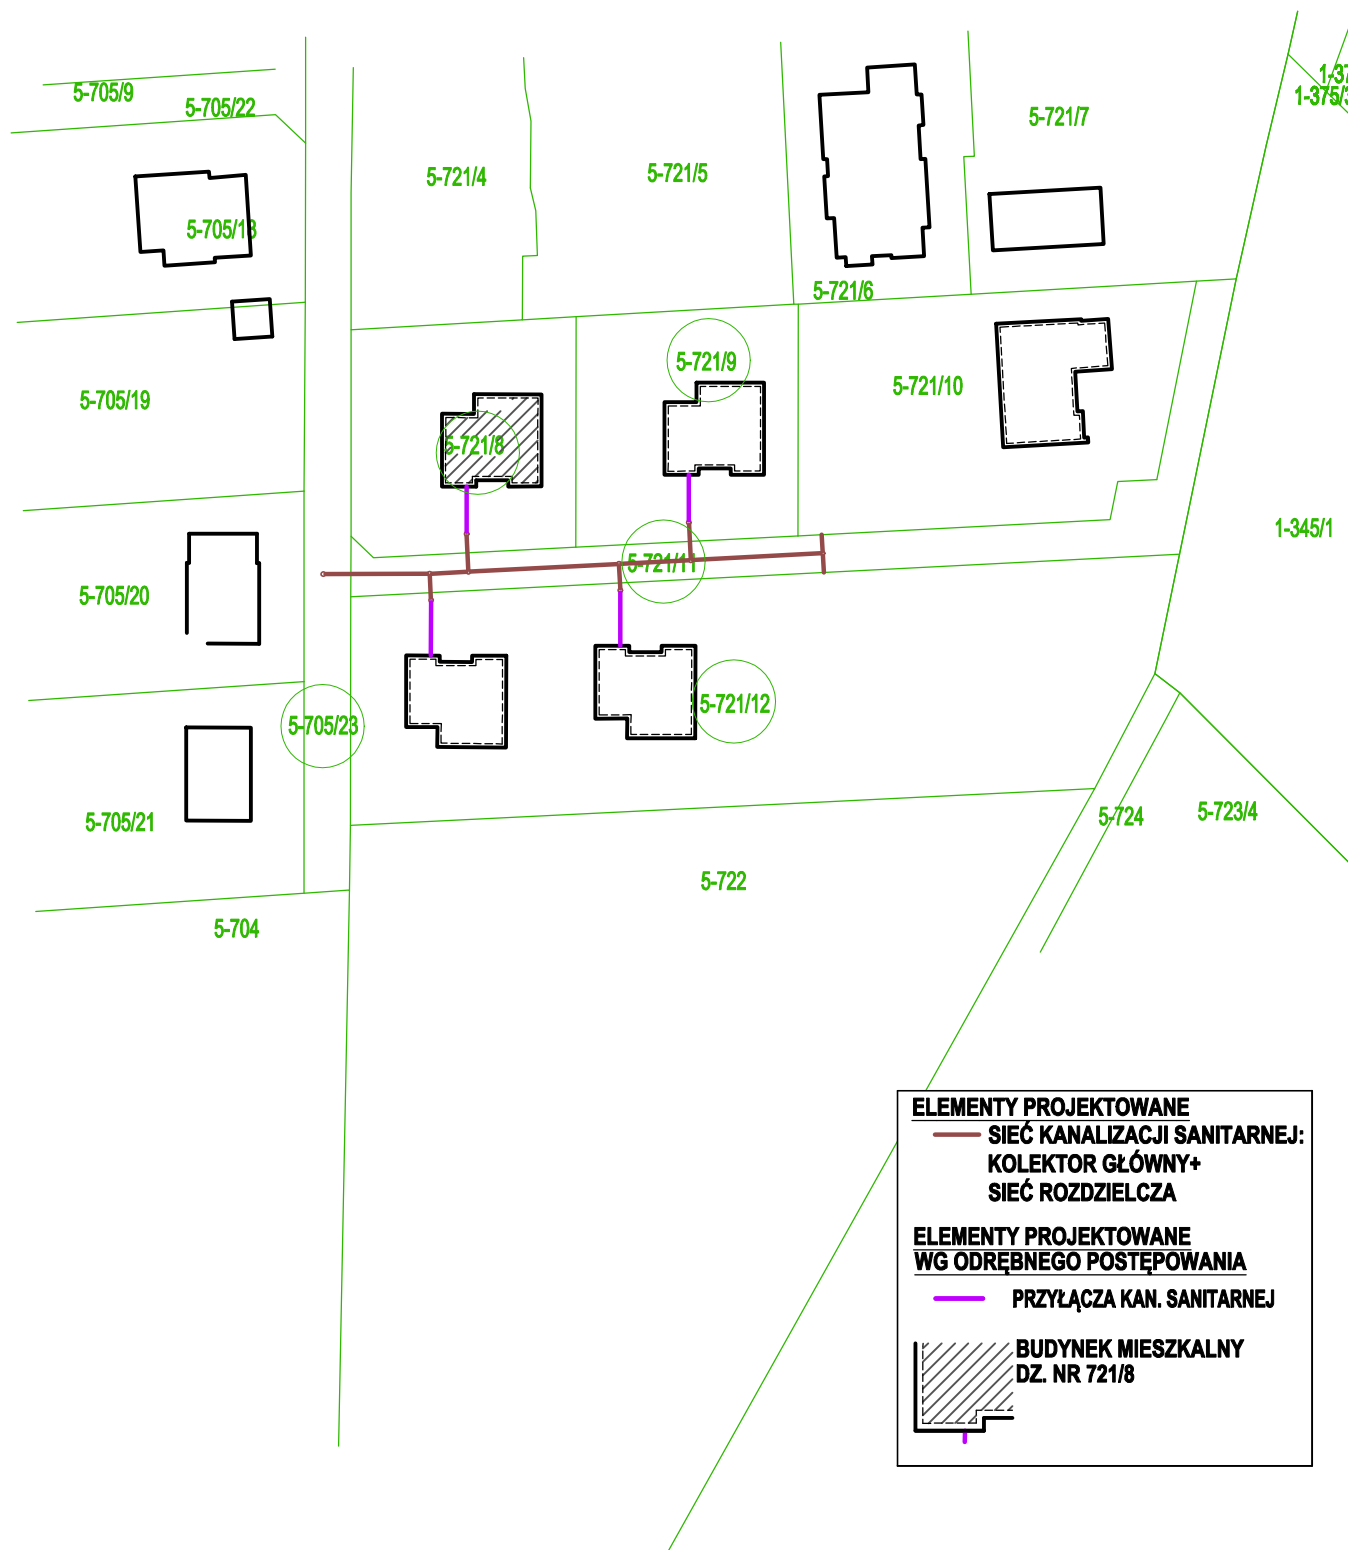 1-37
5-705/9
1-375/3
5-705/22
5-721/7
5-721/4
5-721/5
5-705/18
5-721/6
5-721/9
5-721/10
5-705/19
5-721/8
1-345/1
5-721/11
5-705/20
5-721/12
5-705/23
5-705/21
5-724
5-723/4
5-722
5-704
ELEMENTY PROJEKTOWANE
SIEĆ KANALIZACJI SANITARNEJ:
KOLEKTOR GŁÓWNY+
SIEĆ ROZDZIELCZA
ELEMENTY PROJEKTOWANE
WG ODRĘBNEGO POSTĘPOWANIA
PRZYŁĄCZA KAN. SANITARNEJ
BUDYNEK MIESZKALNY
DZ. NR 721/8